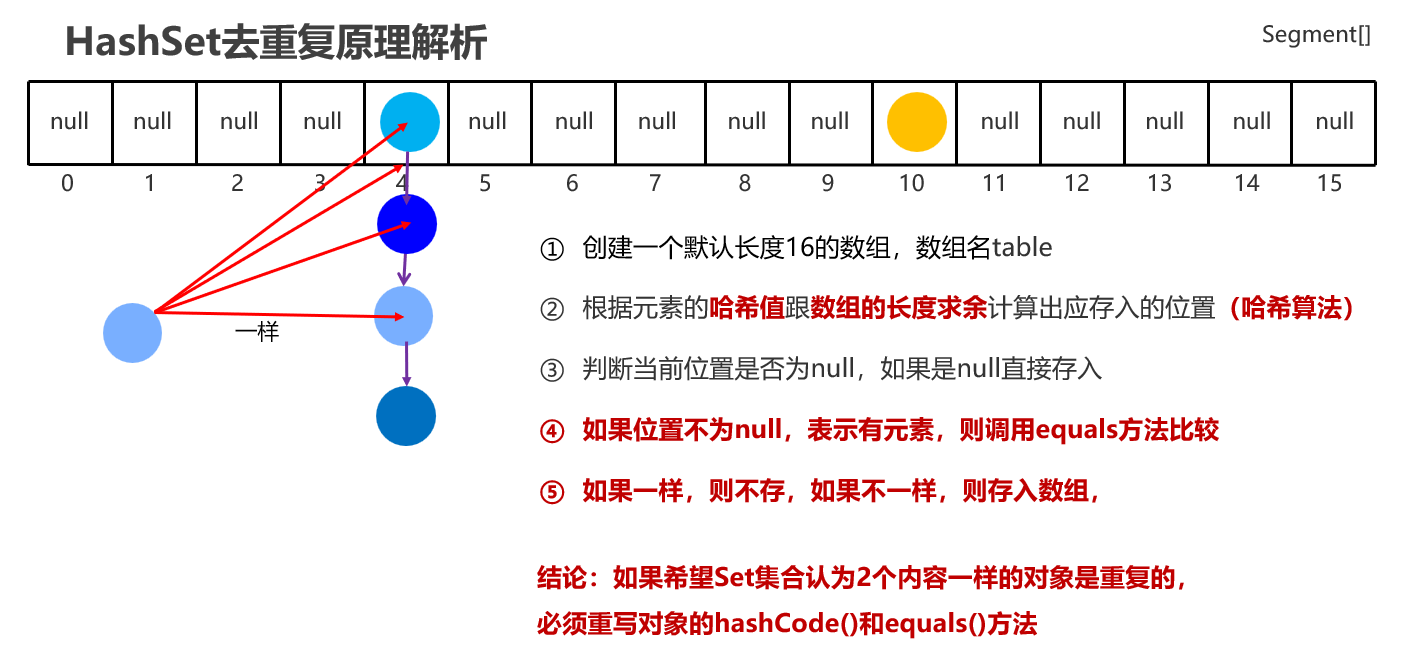 HashSet去重复原理解析
Segment[]
null null null null null null null null null null null null null null
0 1 2 3 4 5 6 7 8 9 10 11 12 13 14 15
① 创建一个默认长度16的数组，数组名table
② 根据元素的哈希值跟数组的长度求余计算出应存入的位置（哈希算法）
一样
③ 判断当前位置是否为null，如果是null直接存入
④ 如果位置不为null，表示有元素，则调用equals方法比较
⑤ 如果一样，则不存，如果不一样，则存入数组，
结论：如果希望Set集合认为2个内容一样的对象是重复的，
必须重写对象的hashCode()和equals()方法